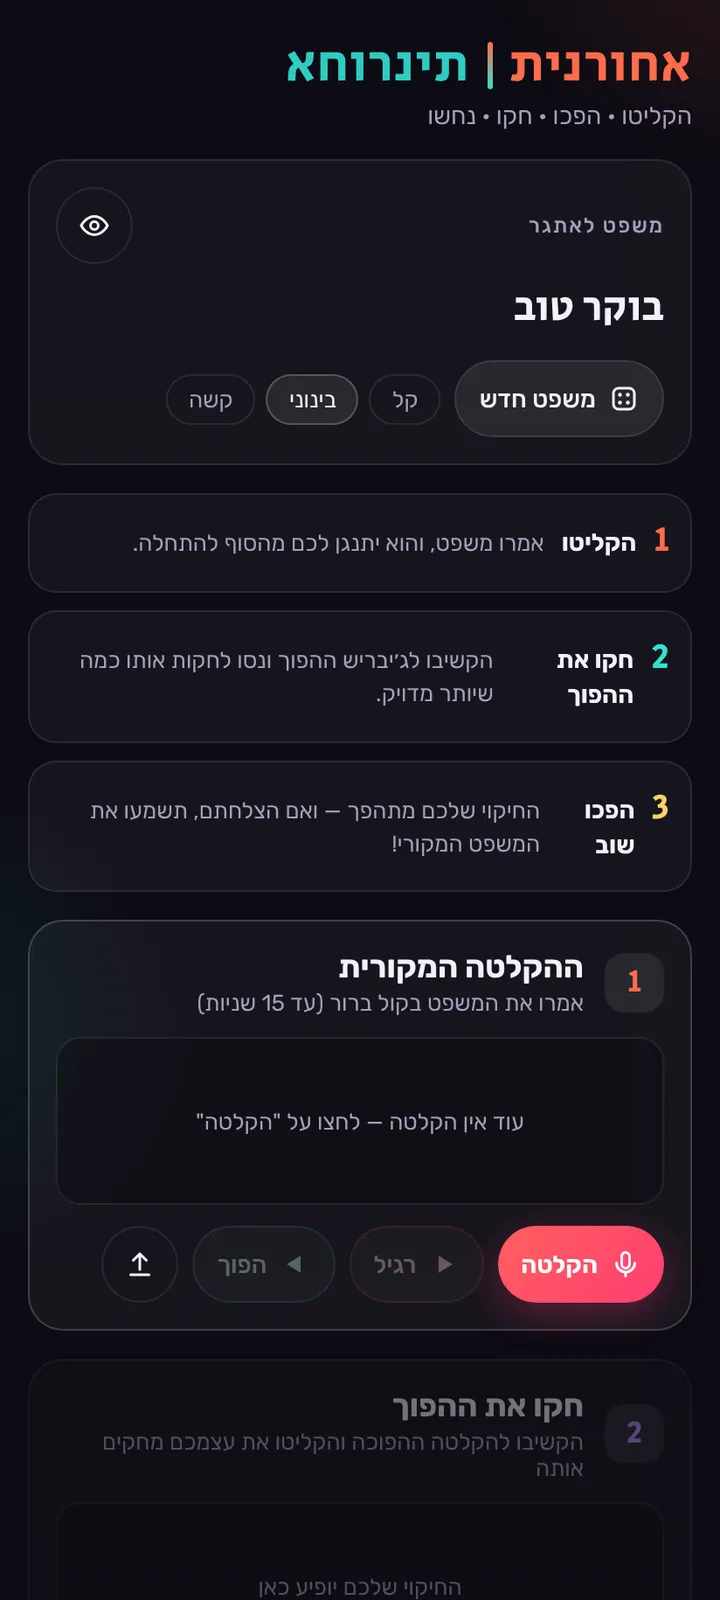 אחורנית | תינרוחא
הקליטו • הפכו • חקו • נחשו
משפט לאתגר
בוקר טוב
משפט חדש קל בינוני קשה
1 הקליטו אמרו משפט, והוא יתנגן לכם מהסוף להתחלה.
2 חקו את ההפוך
הקשיבו לג׳יבריש ההפוך ונסו לחקות אותו כמה
שיותר מדויק.
3 הפכו שוב
החיקוי שלכם מתהפך — ואם הצלחתם, תשמעו את
המשפט המקורי!
1 ההקלטה המקורית
אמרו את המשפט בקול ברור (עד 15 שניות)
עוד אין הקלטה — לחצו על "הקלטה"
הקלטה רגיל הפוך
2 חקו את ההפוך
הקשיבו להקלטה ההפוכה והקליטו את עצמכם מחקים
אותה
החיקוי שלכם יופיע כאן